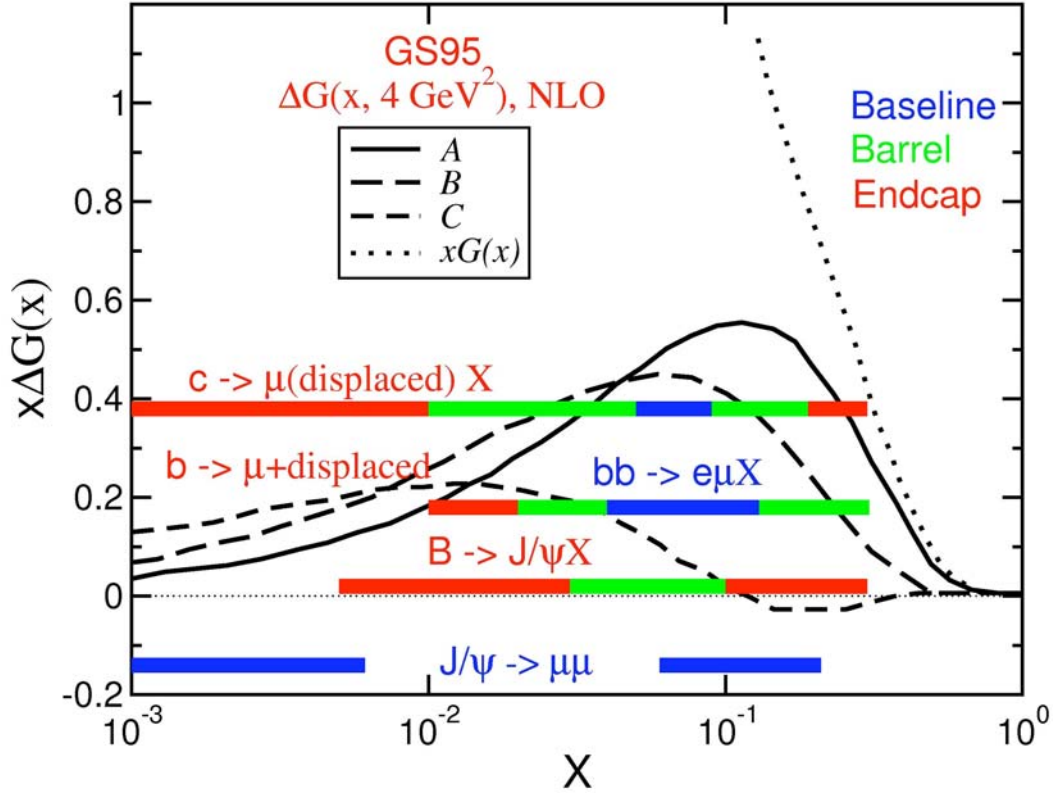 GS95
ΔG(x, 4 GeV²), NLO
A
B
C
xG(x)
Baseline
Barrel
Endcap
xΔG(x)
1
0.8
0.6
0.4
0.2
0
-0.2
c -> μ(displaced) X
b -> μ+displaced
bb -> eμX
B -> J/ψX
J/ψ -> μμ
10⁻³
10⁻²
10⁻¹
10⁰
X